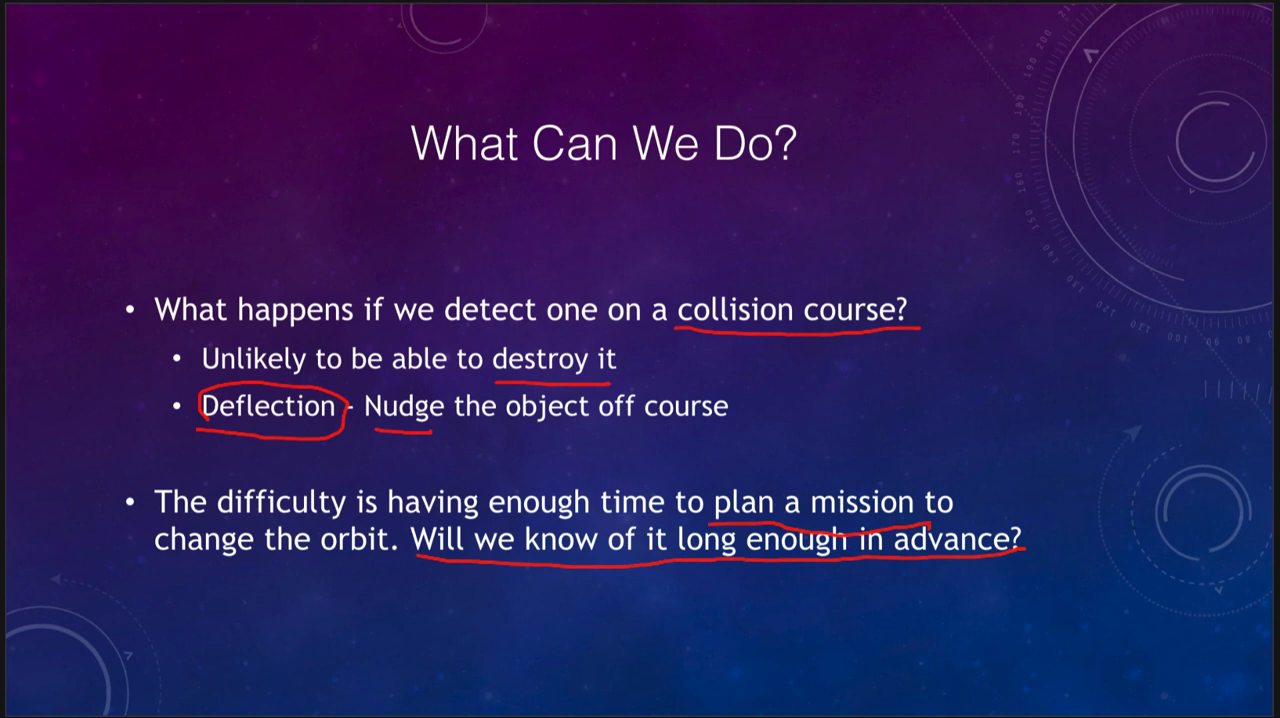 What Can We Do?
• What happens if we detect one on a collision course?
• Unlikely to be able to destroy it
• Deflection - Nudge the object off course
• The difficulty is having enough time to plan a mission to
change the orbit. Will we know of it long enough in advance?